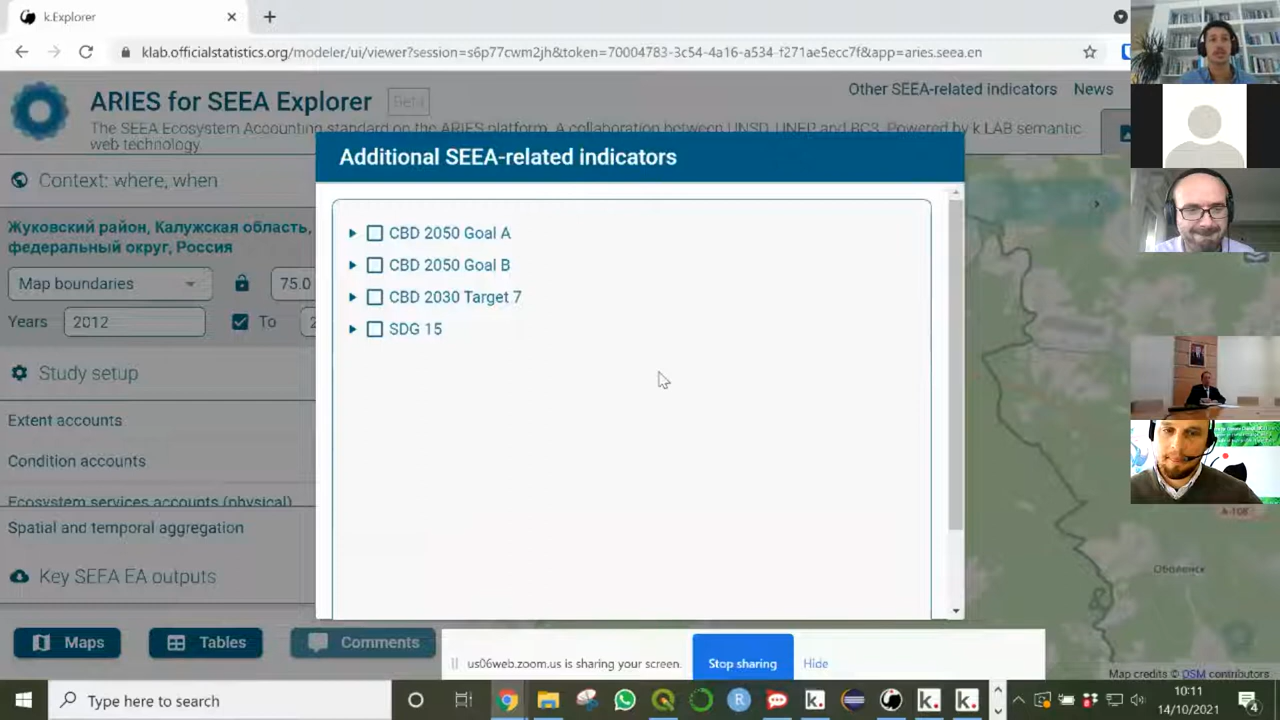 k.Explorer
klab.officialstatistics.org/modeler/ui/viewer?session=s6p77cwm2jh&token=70004783-3c54-4a16-a534-f271ae5ecc7f&app=aries.seea.en
ARIES for SEEA Explorer
Beta
Other SEEA-related indicators
News
The SEEA Ecosystem Accounting standard on the ARIES platform. A collaboration between UNSD, UNEP and BC3. Powered by k.LAB semantic
web technology.
Additional SEEA-related indicators
CBD 2050 Goal A
CBD 2050 Goal B
CBD 2030 Target 7
SDG 15
Context: where, when
Жуковский район, Калужская область,
федеральный округ, Россия
Map boundaries
75.0
Years
2012
To
2
Study setup
Extent accounts
Condition accounts
Ecosystem services accounts (physical)
Spatial and temporal aggregation
Key SEEA EA outputs
Maps
Tables
Comments
A-108
Оболенск
us06web.zoom.us is sharing your screen.
Stop sharing
Hide
Map credits © OSM contributors
Type here to search
10:11
14/10/2021
4